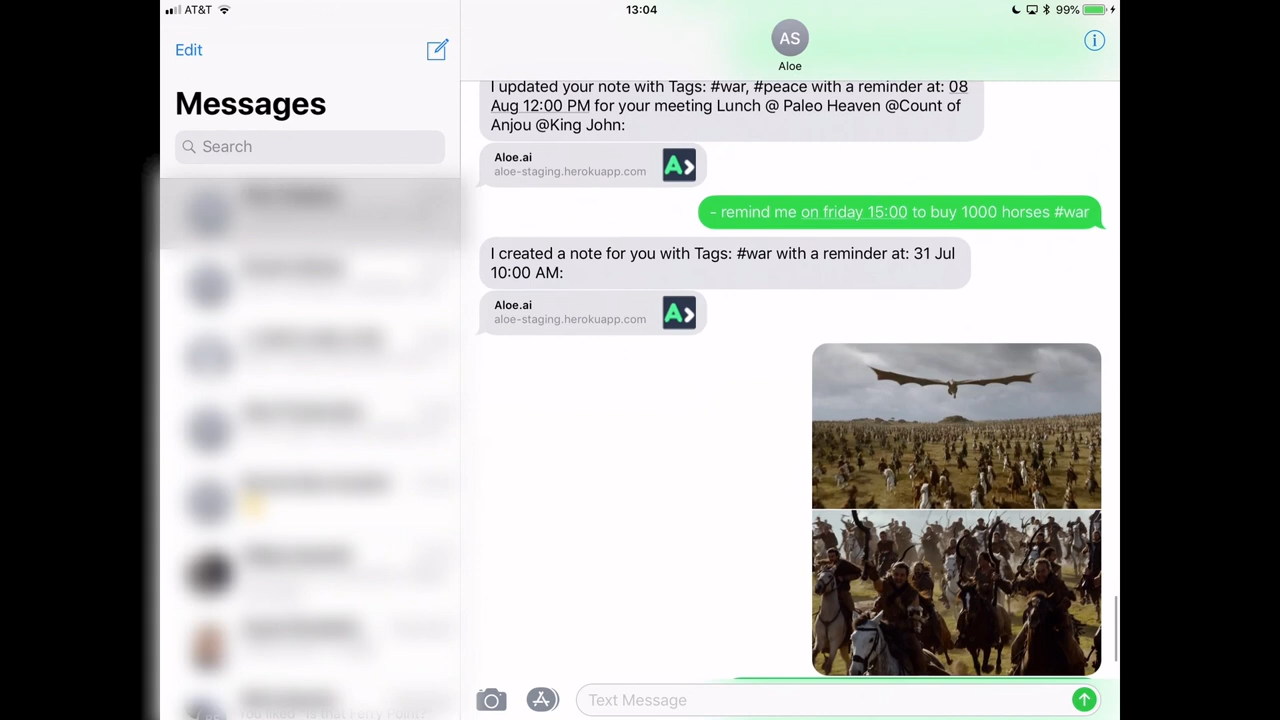 AT&T
13:04
99%
Edit
AS
Aloe
Messages
Search
I updated your note with Tags: #war, #peace with a reminder at: 08
Aug 12:00 PM for your meeting Lunch @ Paleo Heaven @Count of
Anjou @King John:
Aloe.ai
aloe-staging.herokuapp.com
- remind me on friday 15:00 to buy 1000 horses #war
I created a note for you with Tags: #war with a reminder at: 31 Jul
10:00 AM:
Aloe.ai
aloe-staging.herokuapp.com
Text Message